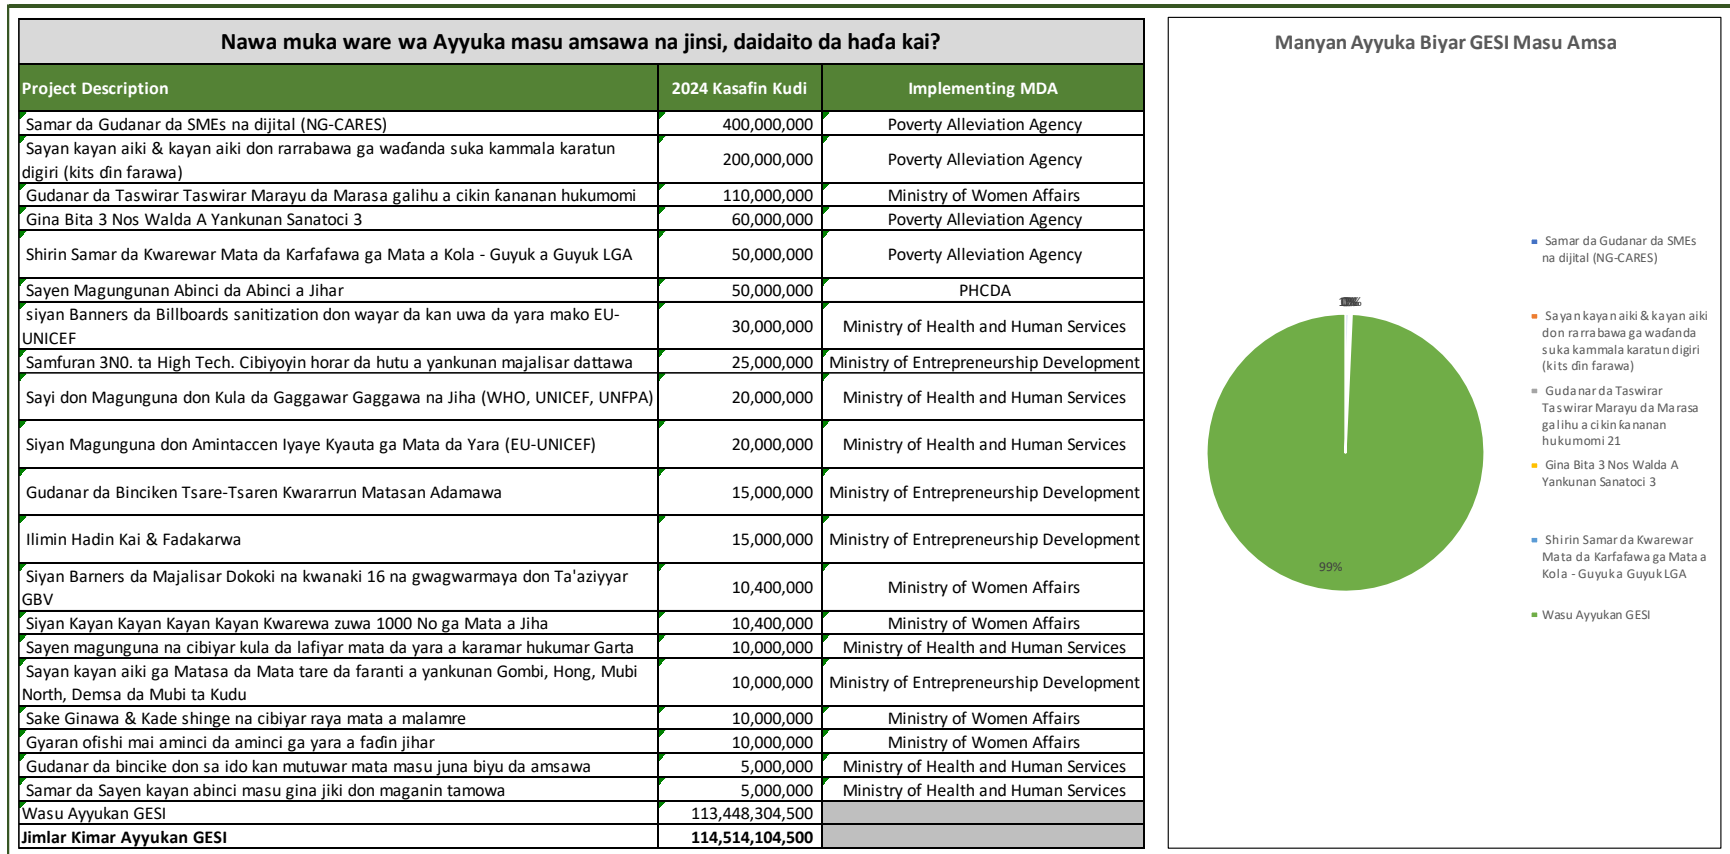 Nawa muka ware wa Ayyuka masu amsawa na jinsi, daidaito da haɗa kai?
Project Description 2024 Kasafin Kudi Implementing MDA
Samar da Gudanar da SMEs na dijital (NG-CARES) 400,000,000 Poverty Alleviation Agency
Sayan kayan aiki & kayan aiki don rarrabawa ga waɗanda suka kammala karatun
digiri (kits ɗin farawa) 200,000,000 Poverty Alleviation Agency
Gudanar da Taswirar Taswirar Marayu da Marasa galihu a cikin ƙananan hukumomi 110,000,000 Ministry of Women Affairs
Gina Bita 3 Nos Walda A Yankunan Sanatoci 3 60,000,000 Poverty Alleviation Agency
Shirin Samar da Kwarewar Mata da Karfafawa ga Mata a Kola - Guyuk a Guyuk LGA 50,000,000 Poverty Alleviation Agency
Sayen Magungunan Abinci da Abinci a Jihar 50,000,000 PHCDA
siyan Banners da Billboards sanitization don wayar da kan uwa da yara mako EU-
UNICEF 30,000,000 Ministry of Health and Human Services
Samfuran 3N0. ta High Tech. Cibiyoyin horar da hutu a yankunan majalisar dattawa 25,000,000 Ministry of Entrepreneurship Development
Sayi don Magunguna don Kula da Gaggawar Gaggawa na Jiha (WHO, UNICEF, UNFPA) 20,000,000 Ministry of Health and Human Services
Siyan Magunguna don Amintaccen Iyaye Kyauta ga Mata da Yara (EU-UNICEF) 20,000,000 Ministry of Health and Human Services
Gudanar da Binciken Tsare-Tsaren Kwararrun Matasan Adamawa 15,000,000 Ministry of Entrepreneurship Development
Ilimin Hadin Kai & Fadakarwa 15,000,000 Ministry of Entrepreneurship Development
Siyan Barners da Majalisar Dokoki na kwanaki 16 na gwagwarmaya don Ta'aziyyar
GBV 10,400,000 Ministry of Women Affairs
Siyan Kayan Kayan Kayan Kayan Kwarewa zuwa 1000 No ga Mata a Jiha 10,400,000 Ministry of Women Affairs
Sayen magunguna na cibiyar kula da lafiyar mata da yara a karamar hukumar Garta 10,000,000 Ministry of Health and Human Services
Sayan kayan aiki ga Matasa da Mata tare da faranti a yankunan Gombi, Hong, Mubi
North, Demsa da Mubi ta Kudu 10,000,000 Ministry of Entrepreneurship Development
Sake Ginawa & Kade shinge na cibiyar raya mata a malamre 10,000,000 Ministry of Women Affairs
Gyaran ofishi mai aminci da aminci ga yara a faɗin jihar 10,000,000 Ministry of Women Affairs
Gudanar da bincike don sa ido kan mutuwar mata masu juna biyu da amsawa 5,000,000 Ministry of Health and Human Services
Samar da Sayen kayan abinci masu gina jiki don maganin tamowa 5,000,000 Ministry of Health and Human Services
Wasu Ayyukan GESI 113,448,304,500
Jimlar Kimar Ayyukan GESI 114,514,104,500
Manyan Ayyuka Biyar GESI Masu Amsa
99%
Samar da Gudanar da SMEs
na dijital (NG-CARES)
Sayan kayan aiki & kayan aiki
don rarrabawa ga waɗanda
suka kammala karatun digiri
(kits ɗin farawa)
Gudanar da Taswirar
Taswirar Marayu da Marasa
galihu a cikin ƙananan
hukumomi 21
Gina Bita 3 Nos Walda A
Yankunan Sanatoci 3
Shirin Samar da Kwarewar
Mata da Karfafawa ga Mata a
Kola - Guyuk a Guyuk LGA
Wasu Ayyukan GESI